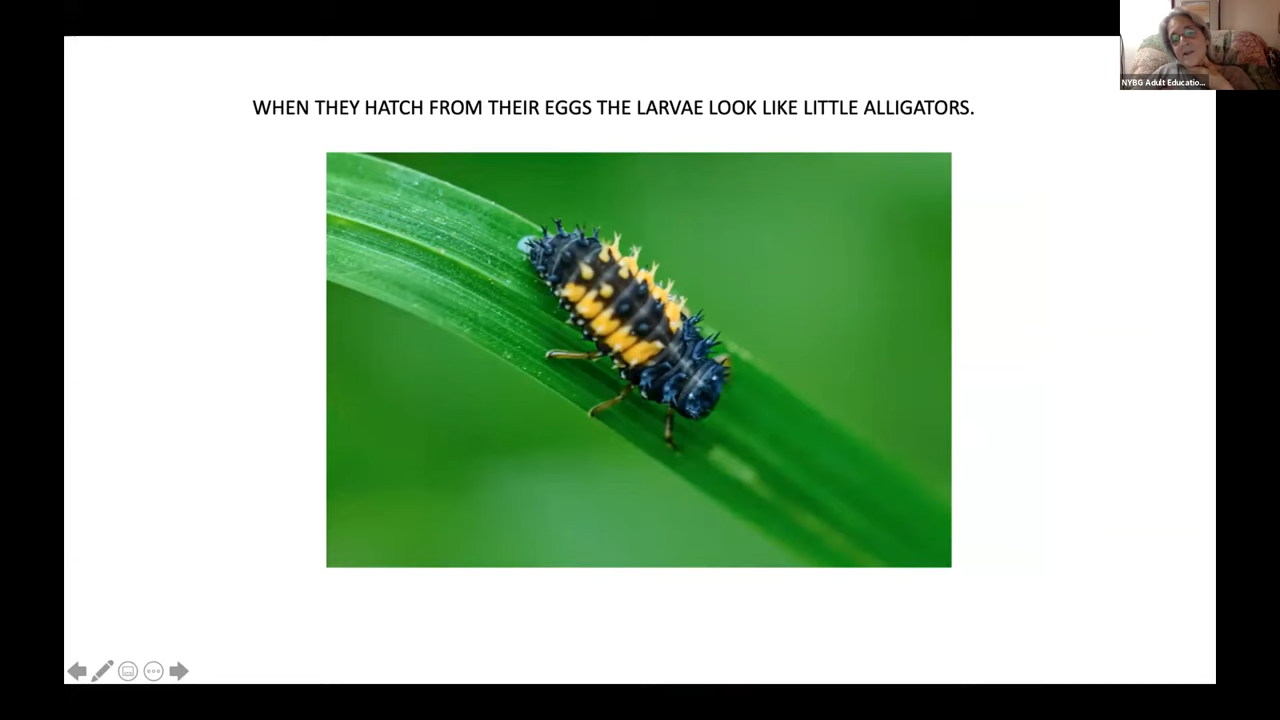 NYBG Adult Educatio...
WHEN THEY HATCH FROM THEIR EGGS THE LARVAE LOOK LIKE LITTLE ALLIGATORS.